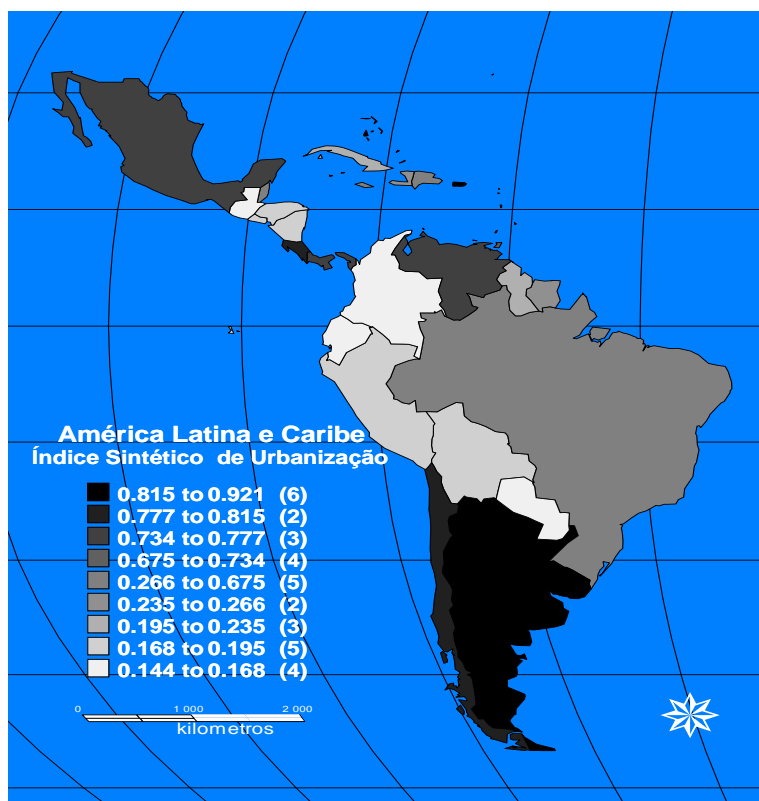 América Latina e Caribe
Índice Sintético de Urbanização
0.815 to 0.921 (6)
0.777 to 0.815 (2)
0.734 to 0.777 (3)
0.675 to 0.734 (4)
0.266 to 0.675 (5)
0.235 to 0.266 (2)
0.195 to 0.235 (3)
0.168 to 0.195 (5)
0.144 to 0.168 (4)
0 1 000 2 000
kilometros